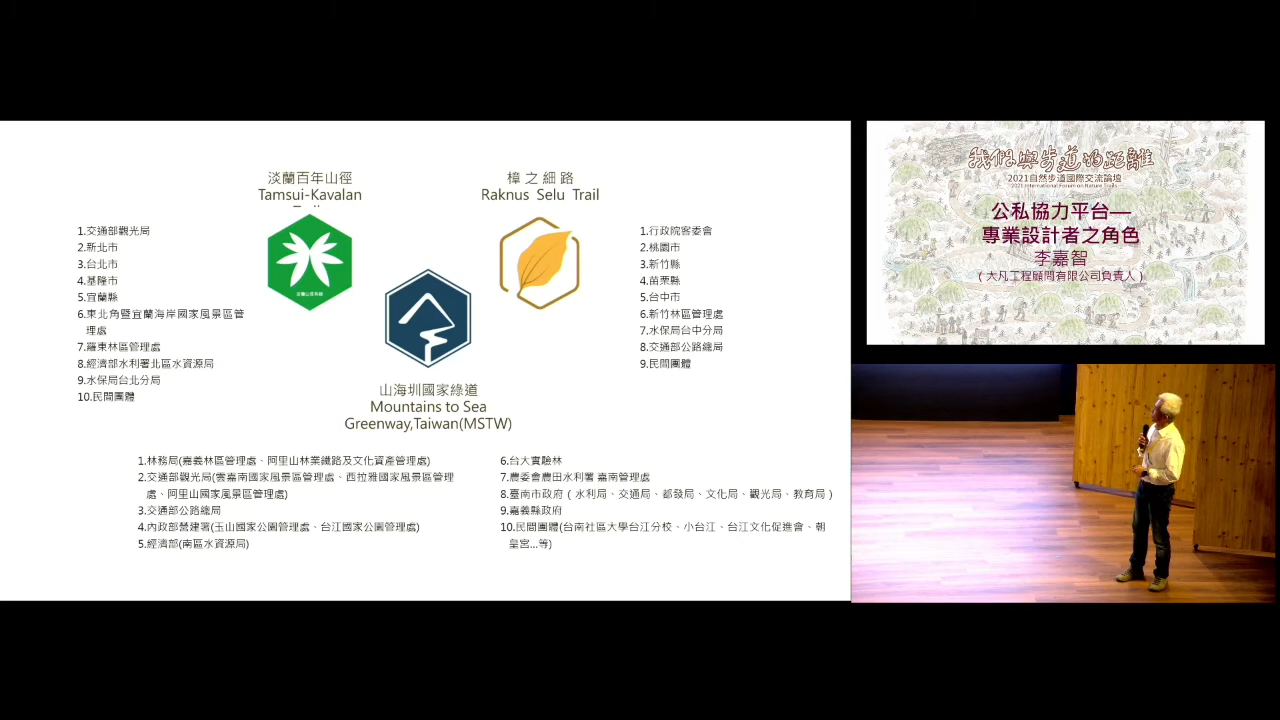 淡蘭百年山徑
Tamsui-Kavalan
1.交通部觀光局
2.新北市
3.台北市
4.基隆市
5.宜蘭縣
6.東北角暨宜蘭海岸國家風景區管
理處
7.羅東林區管理處
8.經濟部水利署北區水資源局
9.水保局台北分局
10.民間團體
樟之細路
Raknus Selu Trail
1.行政院客委會
2.桃園市
3.新竹縣
4.苗栗縣
5.台中市
6.新竹林區管理處
7.水保局台中分局
8.交通部公路總局
9.民間團體
山海圳國家綠道
Mountains to Sea
Greenway,Taiwan(MSTW)
1.林務局(嘉義林區管理處、阿里山林業鐵路及文化資產管理處)
2.交通部觀光局(雲嘉南國家風景區管理處、西拉雅國家風景區管理
處、阿里山國家風景區管理處)
3.交通部公路總局
4.內政部營建署(玉山國家公園管理處、台江國家公園管理處)
5.經濟部(南區水資源局)
6.台大實驗林
7.農委會農田水利署 嘉南管理處
8.臺南市政府（水利局、交通局、都發局、文化局、觀光局、教育局）
9.嘉義縣政府
10.民間團體(台南社區大學台江分校、小台江、台江文化促進會、朝
皇宮...等)
我們與步道的距離
2021自然步道國際交流論壇
2021 International Forum on Nature Trails
公私協力平台—
專業設計者之角色
李嘉智
（大凡工程顧問有限公司負責人）